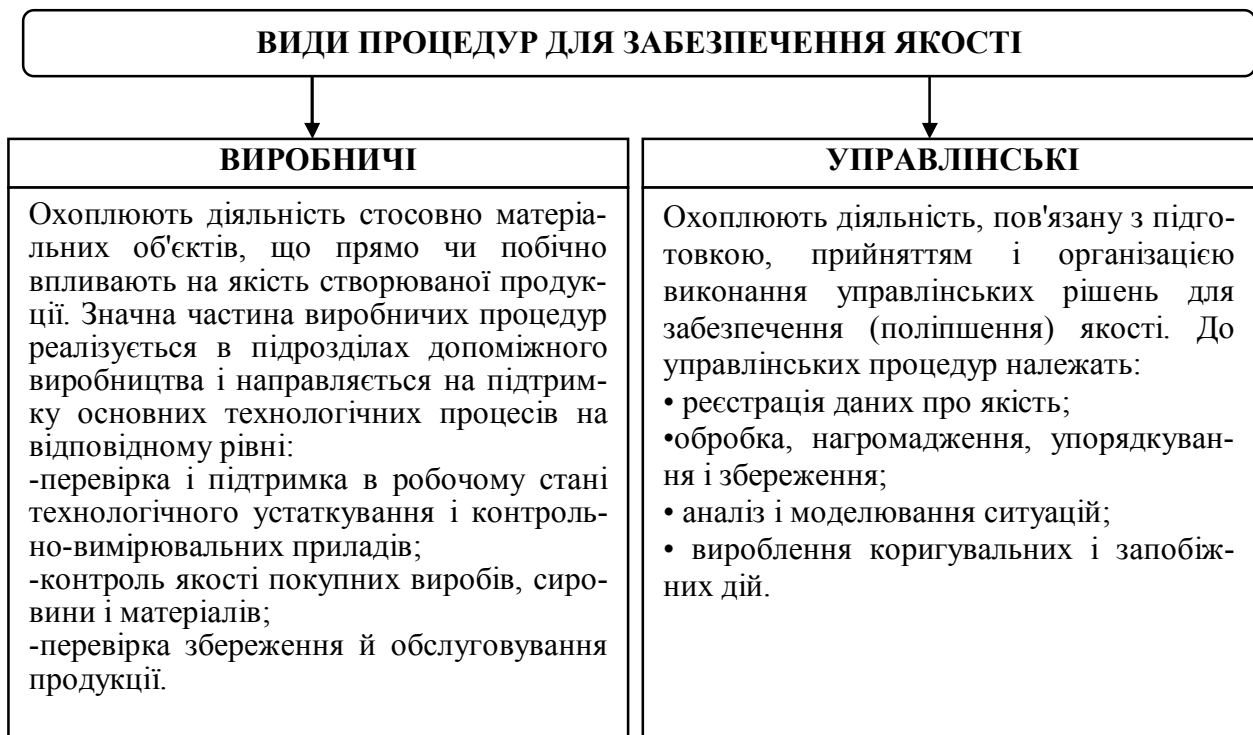 ВИДИ ПРОЦЕДУР ДЛЯ ЗАБЕЗПЕЧЕННЯ ЯКОСТІ
ВИРОБНИЧІ
Охоплюють діяльність стосовно матеріа-
льних об'єктів, що прямо чи побічно
впливають на якість створюваної продук-
ції. Значна частина виробничих процедур
реалізується в підрозділах допоміжного
виробництва і направляється на підтрим-
ку основних технологічних процесів на
відповідному рівні:
-перевірка і підтримка в робочому стані
технологічного устаткування і контроль-
но-вимірювальних приладів;
-контроль якості покупних виробів, сиро-
вини і матеріалів;
-перевірка збереження й обслуговування
продукції.
УПРАВЛІНСЬКІ
Охоплюють діяльність, пов'язану з підго-
товкою, прийняттям і організацією
виконання управлінських рішень для
забезпечення (поліпшення) якості. До
управлінських процедур належать:
• реєстрація даних про якість;
•обробка, нагромадження, упорядкуван-
ня і збереження;
• аналіз і моделювання ситуацій;
• вироблення коригувальних і запобіж-
них дій.